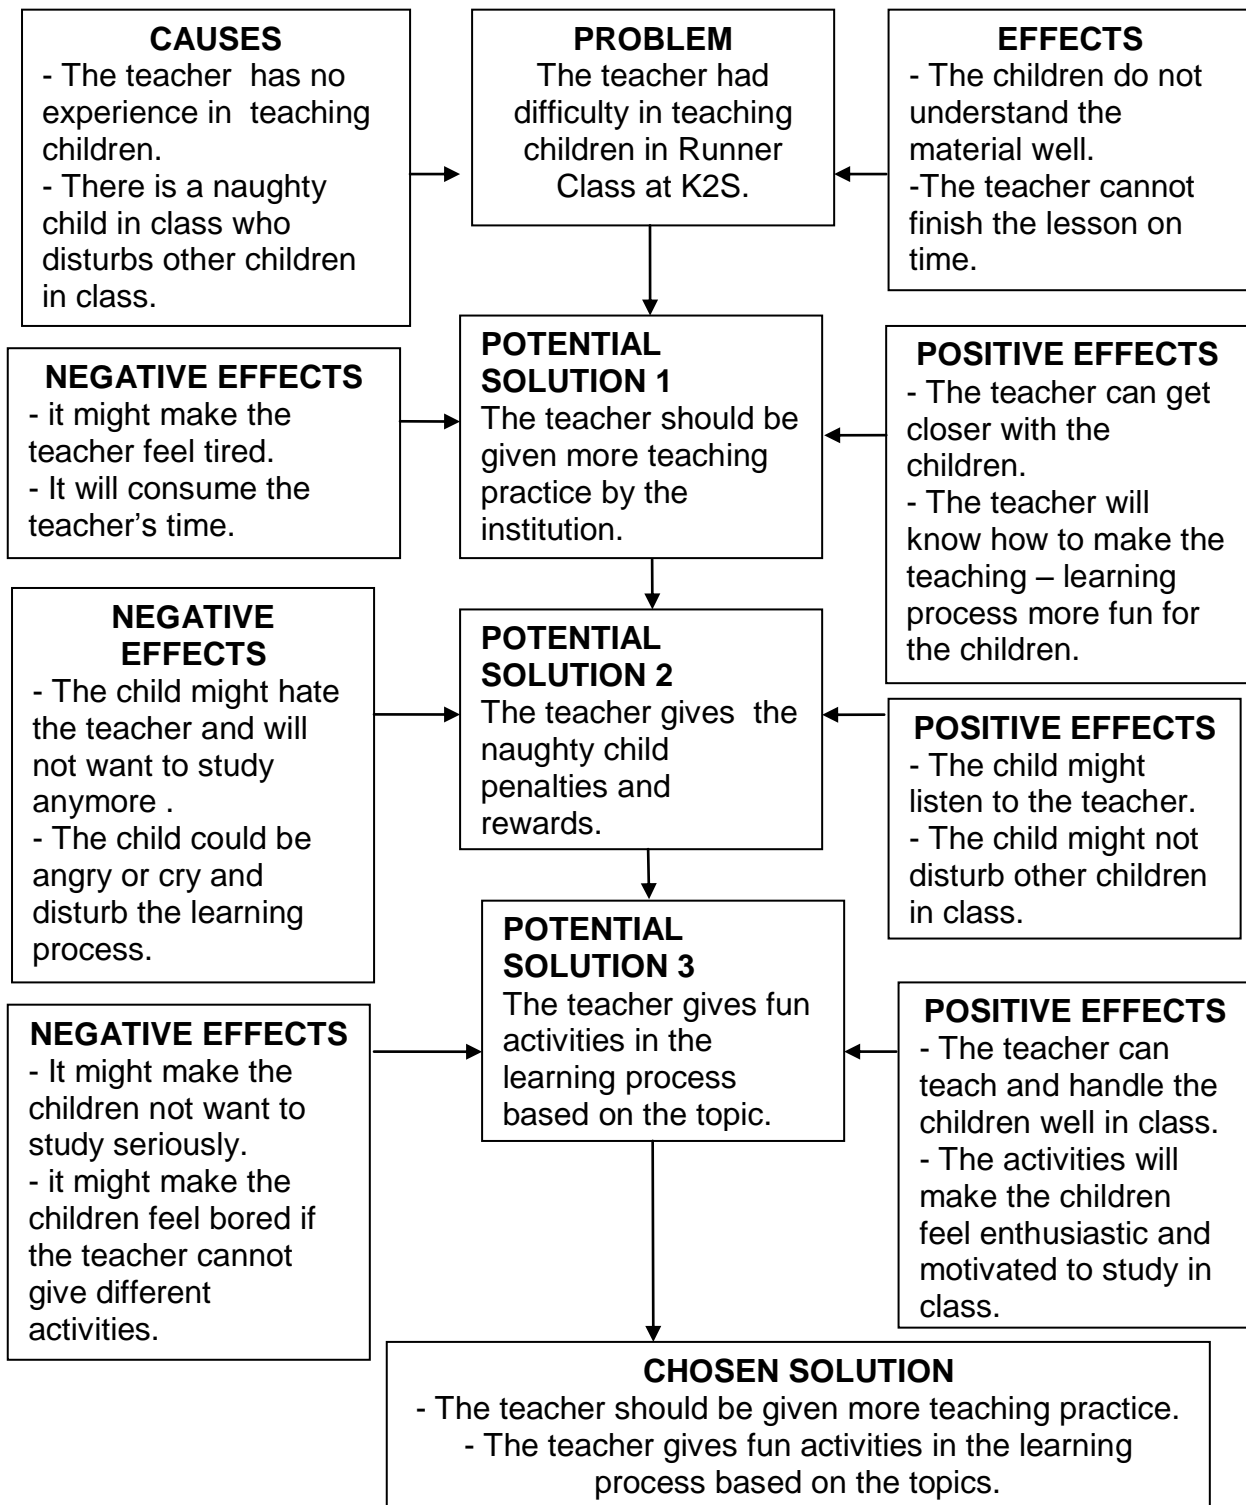 CAUSES
- The teacher  has no
experience in  teaching
children.
- There is a naughty
child in class who
disturbs other children
in class.
PROBLEM
The teacher had
difficulty in teaching
children in Runner
Class at K2S.
EFFECTS
- The children do not
understand the
material well.
-The teacher cannot
finish the lesson on
time.
NEGATIVE EFFECTS
- it might make the
teacher feel tired.
- It will consume the
teacher’s time.
POTENTIAL
SOLUTION 1
The teacher should be
given more teaching
practice by the
institution.
POSITIVE EFFECTS
- The teacher can get
closer with the
children.
- The teacher will
know how to make the
teaching – learning
process more fun for
the children.
NEGATIVE
EFFECTS
- The child might hate
the teacher and will
not want to study
anymore .
- The child could be
angry or cry and
disturb the learning
process.
POTENTIAL
SOLUTION 2
The teacher gives  the
naughty child
penalties and
rewards.
POSITIVE EFFECTS
- The child might
listen to the teacher.
- The child might not
disturb other children
in class.
NEGATIVE EFFECTS
- It might make the
children not want to
study seriously.
- it might make the
children feel bored if
the teacher cannot
give different
activities.
POTENTIAL
SOLUTION 3
The teacher gives fun
activities in the
learning process
based on the topic.
POSITIVE EFFECTS
- The teacher can
teach and handle the
children well in class.
- The activities will
make the children
feel enthusiastic and
motivated to study in
class.
CHOSEN SOLUTION
- The teacher should be given more teaching practice.
- The teacher gives fun activities in the learning
process based on the topics.